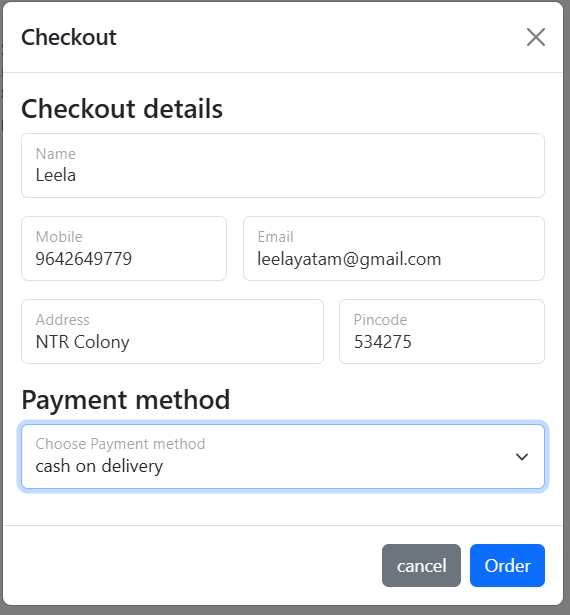 Checkout
Checkout details
Name
Leela
Mobile Email
9642649779 leelayatam@gmail.com
Address Pincode
NTR Colony 534275
Payment method
Choose Payment method
cash on delivery
cancel Order